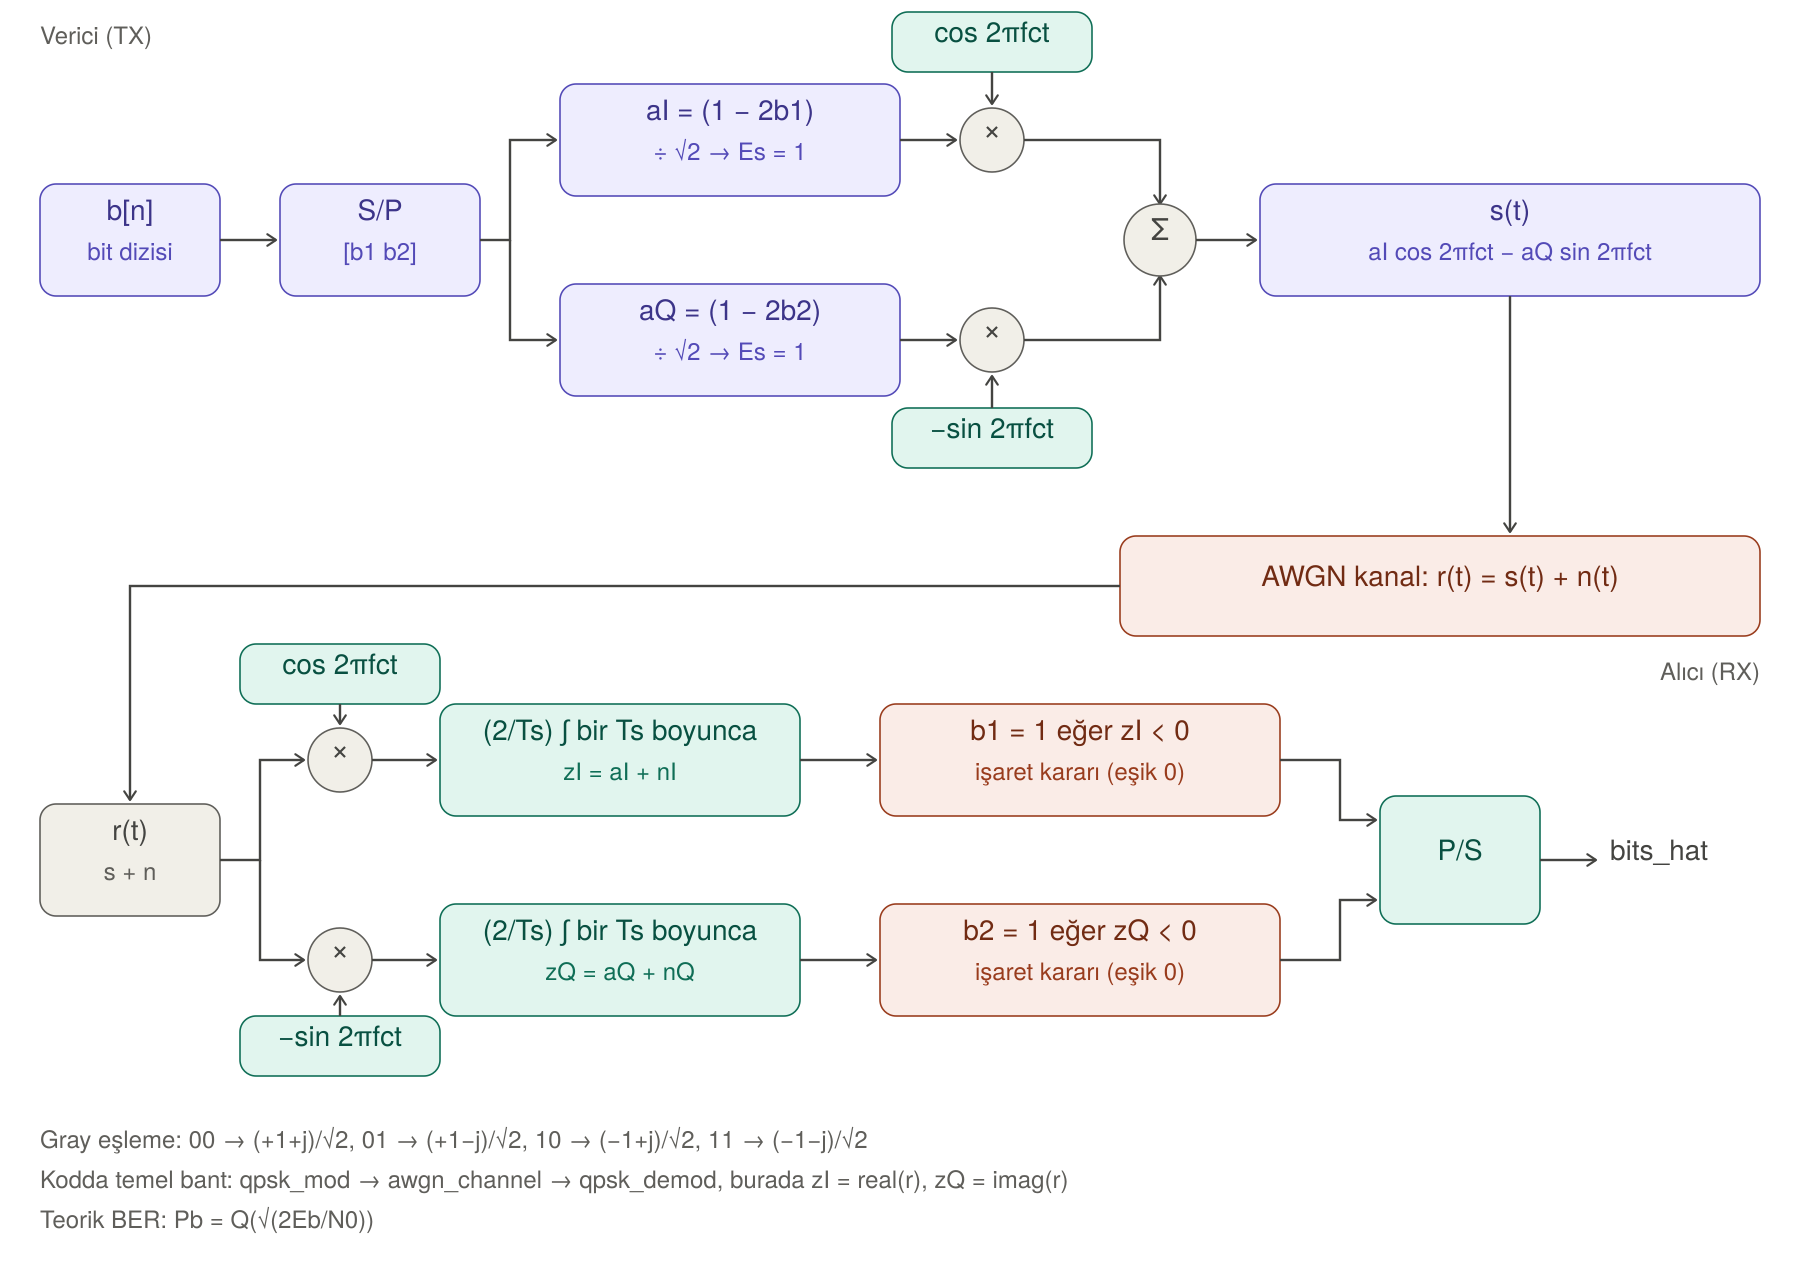 Verici (TX)
cos 2πfct
aI = (1 − 2b1)
÷ √2 → Es = 1
×
b[n]
bit dizisi
S/P
[b1 b2]
Σ
s(t)
aI cos 2πfct − aQ sin 2πfct
aQ = (1 − 2b2)
÷ √2 → Es = 1
×
−sin 2πfct
AWGN kanal: r(t) = s(t) + n(t)
Alıcı (RX)
cos 2πfct
×
(2/Ts) ∫ bir Ts boyunca
zI = aI + nI
b1 = 1 eğer zI < 0
işaret kararı (eşik 0)
r(t)
s + n
P/S
bits_hat
×
(2/Ts) ∫ bir Ts boyunca
zQ = aQ + nQ
b2 = 1 eğer zQ < 0
işaret kararı (eşik 0)
−sin 2πfct
Gray eşleme: 00 → (+1+j)/√2, 01 → (+1−j)/√2, 10 → (−1+j)/√2, 11 → (−1−j)/√2
Kodda temel bant: qpsk_mod → awgn_channel → qpsk_demod, burada zI = real(r), zQ = imag(r)
Teorik BER: Pb = Q(√(2Eb/N0))